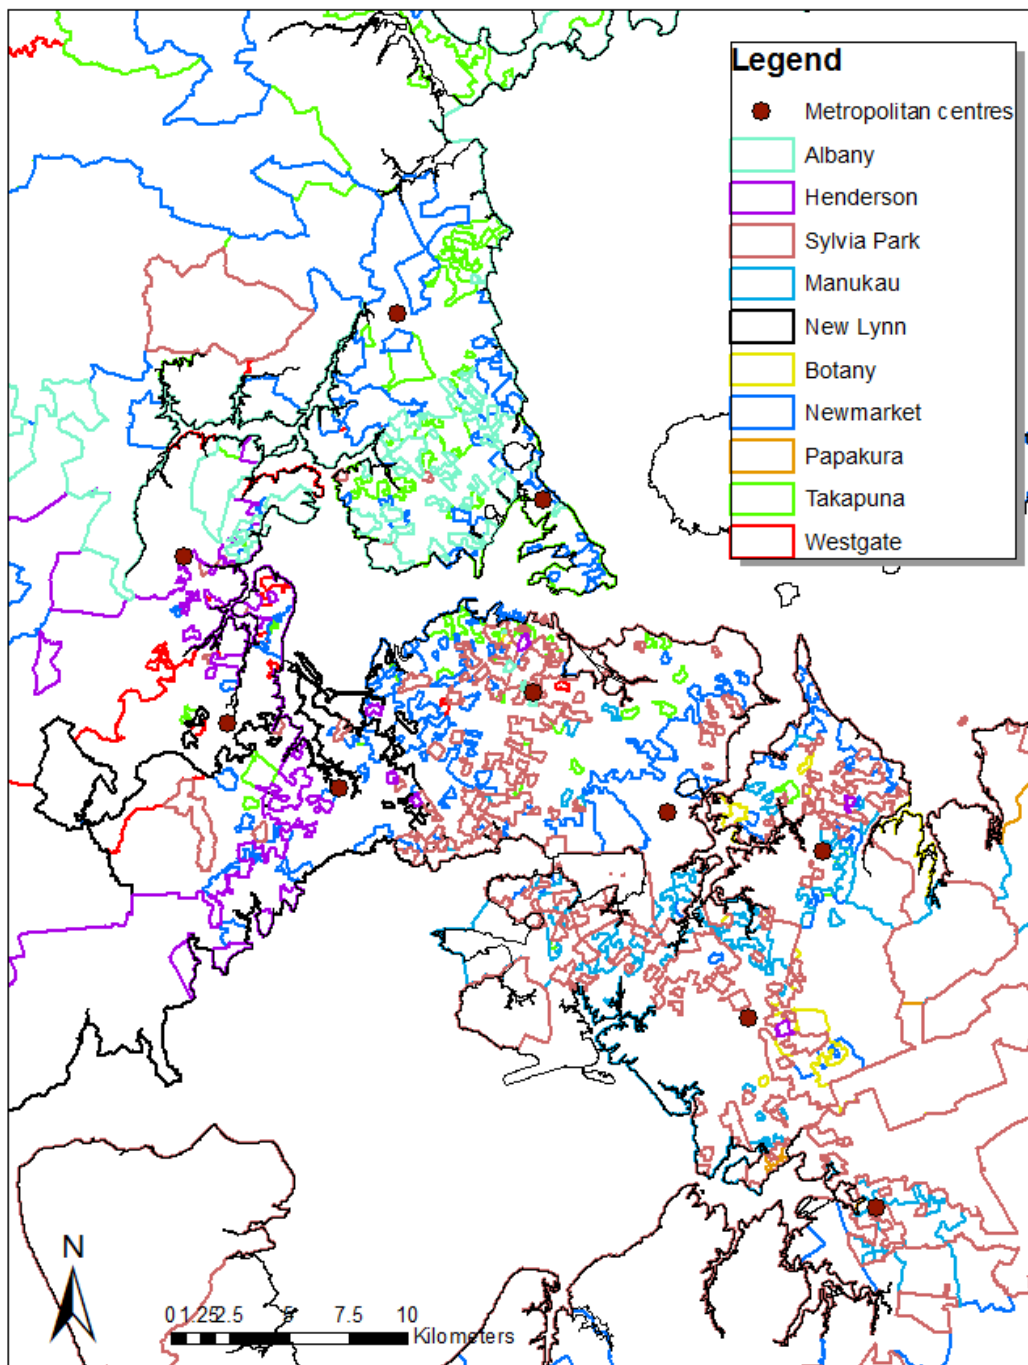 Legend
Metropolitan centres
Albany
Henderson
Sylvia Park
Manukau
New Lynn
Botany
Newmarket
Papakura
Takapuna
Westgate
N
0 1.25 2.5 5 7.5 10
Kilometers